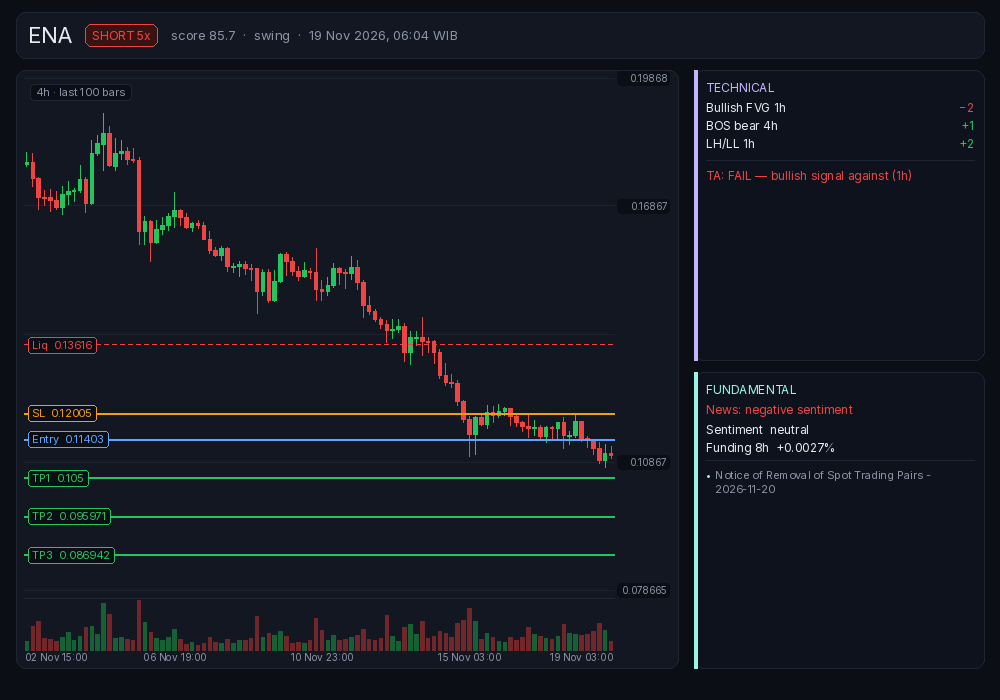 ENA SHORT 5x score 85.7 · swing · 19 Nov 2026, 06:04 WIB
4h · last 100 bars
0.19868
0.16867
Liq 0.13616
SL 0.12005
Entry 0.11403
0.10867
TP1 0.105
TP2 0.095971
TP3 0.086942
0.078665
02 Nov 15:00 06 Nov 19:00 10 Nov 23:00 15 Nov 03:00 19 Nov 03:00
TECHNICAL
Bullish FVG 1h −2
BOS bear 4h +1
LH/LL 1h +2
TA: FAIL — bullish signal against (1h)
FUNDAMENTAL
News: negative sentiment
Sentiment neutral
Funding 8h +0.0027%
• Notice of Removal of Spot Trading Pairs -
2026-11-20